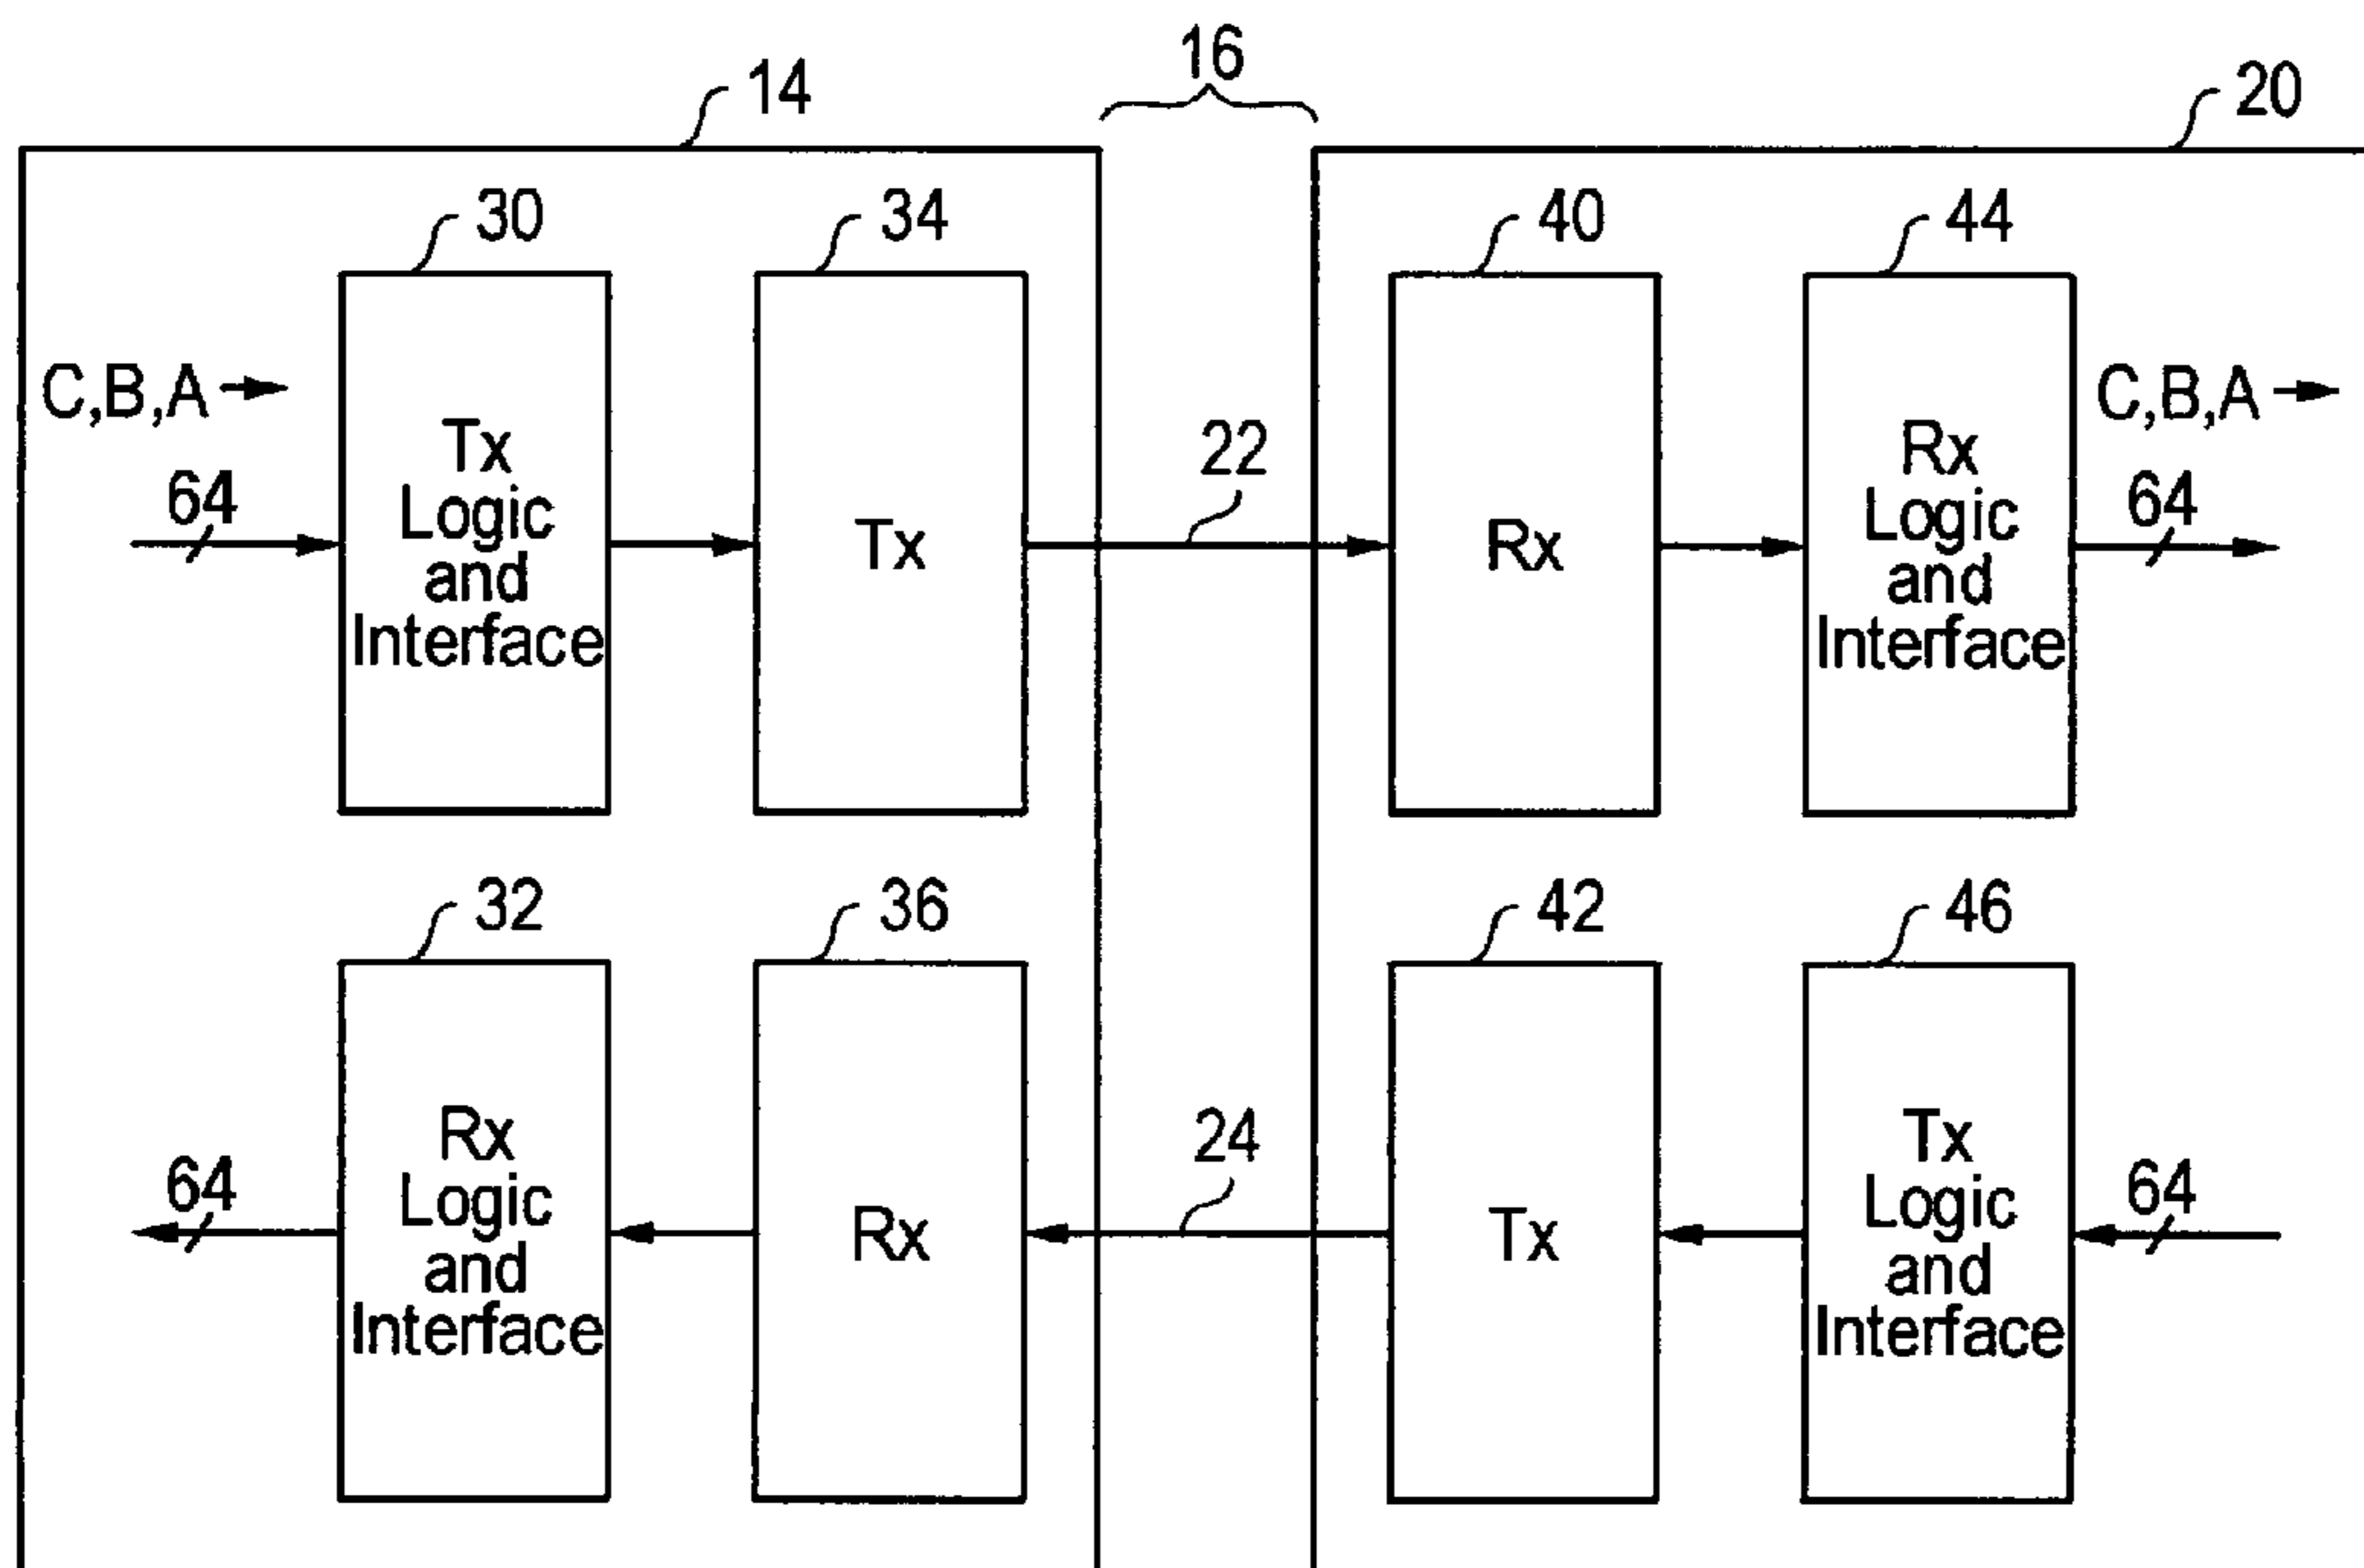 16
14
20
30
34
40
44
C,B,A
C,B,A
Tx
Logic
and
Interface
64
Tx
22
Rx
Rx
Logic
and
Interface
64
32
36
42
46
Rx
Logic
and
Interface
64
Rx
24
Tx
Tx
Logic
and
Interface
64